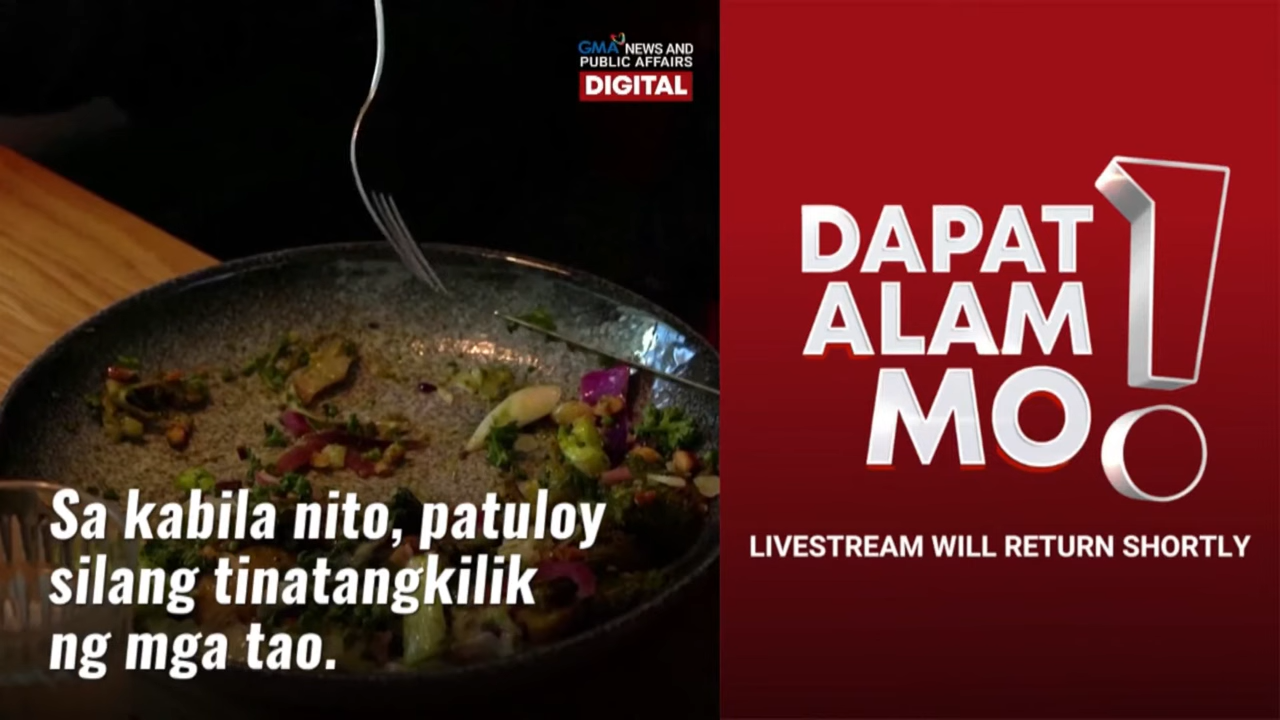 GMA NEWS AND
PUBLIC AFFAIRS
DIGITAL
Sa kabila nito, patuloy
silang tinatangkilik
ng mga tao.
DAPAT
ALAM
MO!
LIVESTREAM WILL RETURN SHORTLY